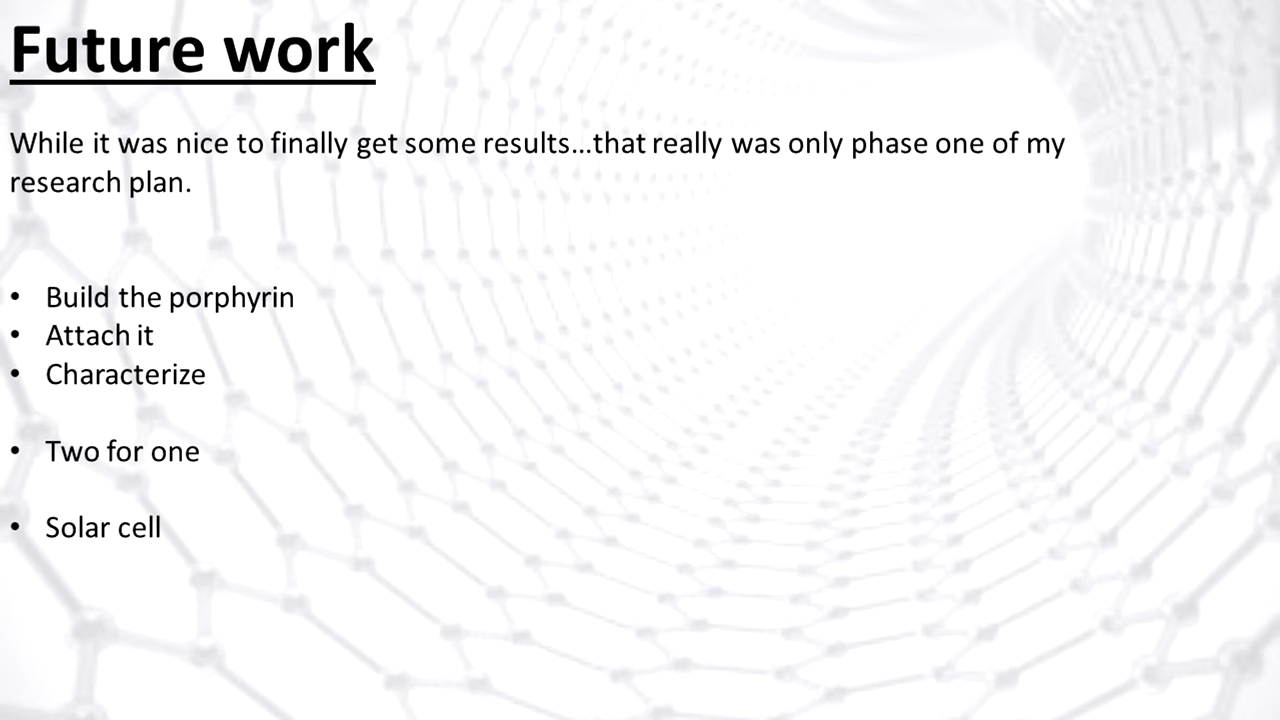 Future work
While it was nice to finally get some results...that really was only phase one of my
research plan.
• Build the porphyrin
• Attach it
• Characterize
• Two for one
• Solar cell